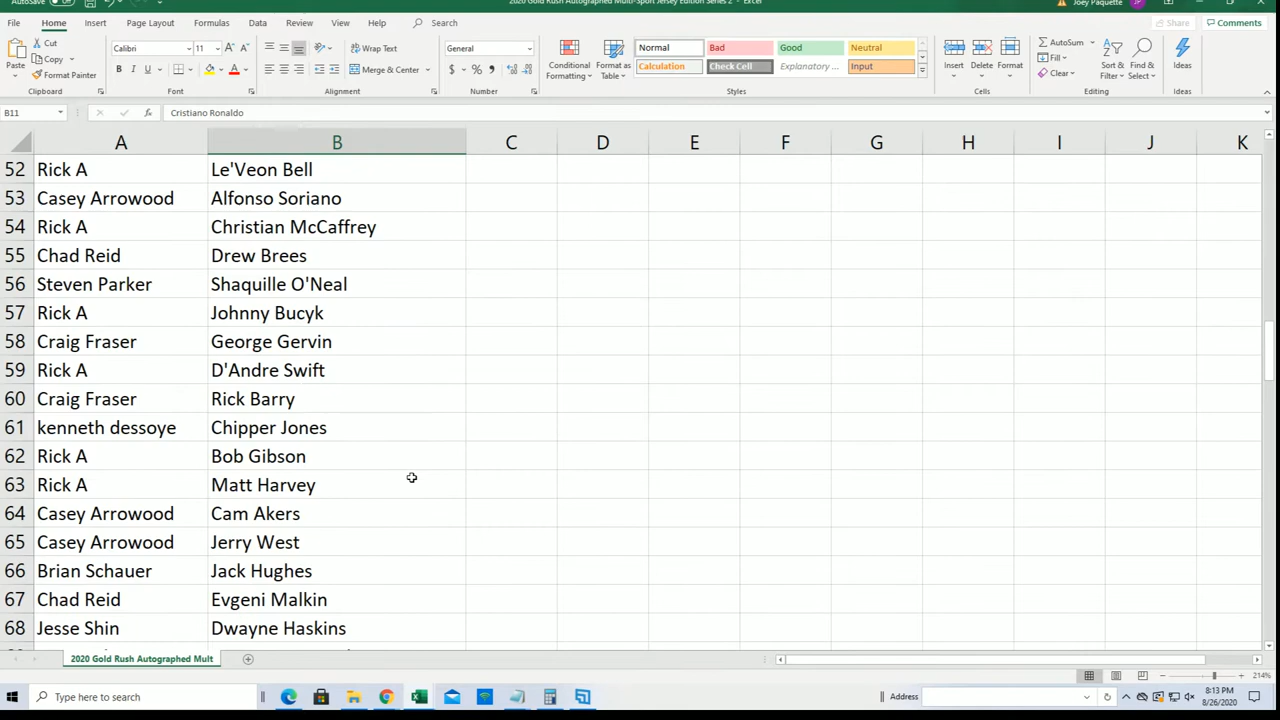 AutoSave Off 2020 Gold Rush Autographed Multi-Sport Jersey Edition Series 2 - Excel Joey Paquette JP
File Home Insert Page Layout Formulas Data Review View Help Search Share Comments
Paste Cut Copy Format Painter Clipboard
Calibri 11 B I U A Font
Wrap Text Merge & Center Alignment
General $ % Number
Conditional Formatting Format as Table
Normal Bad Good Neutral
Calculation Check Cell Explanatory ... Input
Styles
Insert Delete Format Cells
AutoSum Fill Clear Sort & Filter Find & Select Editing
Ideas Ideas
B11 fx Cristiano Ronaldo
A B C D E F G H I J K
52 Rick A Le'Veon Bell
53 Casey Arrowood Alfonso Soriano
54 Rick A Christian McCaffrey
55 Chad Reid Drew Brees
56 Steven Parker Shaquille O'Neal
57 Rick A Johnny Bucyk
58 Craig Fraser George Gervin
59 Rick A D'Andre Swift
60 Craig Fraser Rick Barry
61 kenneth dessoye Chipper Jones
62 Rick A Bob Gibson
63 Rick A Matt Harvey
64 Casey Arrowood Cam Akers
65 Casey Arrowood Jerry West
66 Brian Schauer Jack Hughes
67 Chad Reid Evgeni Malkin
68 Jesse Shin Dwayne Haskins
2020 Gold Rush Autographed Mult
214%
Type here to search Address 8:13 PM
8/26/2020